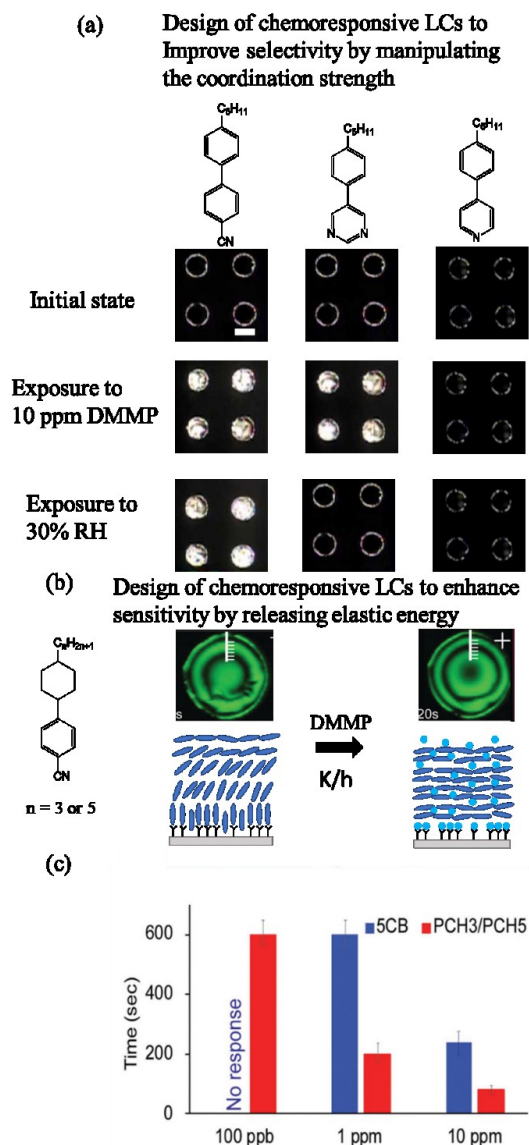 (a) Design of chemoresponsive LCs to
Improve selectivity by manipulating
the coordination strength
C₅H₁₁ C₅H₁₁ C₅H₁₁
CN N N N
Initial state
Exposure to
10 ppm DMMP
Exposure to
30% RH
(b) Design of chemoresponsive LCs to enhance
sensitivity by releasing elastic energy
CₙH₂ₙ₊₁
CN
n = 3 or 5
s
DMMP
K/h
20s
(c)
5CB PCH3/PCH5
Time (sec)
600
400
200
0
No response
100 ppb 1 ppm 10 ppm